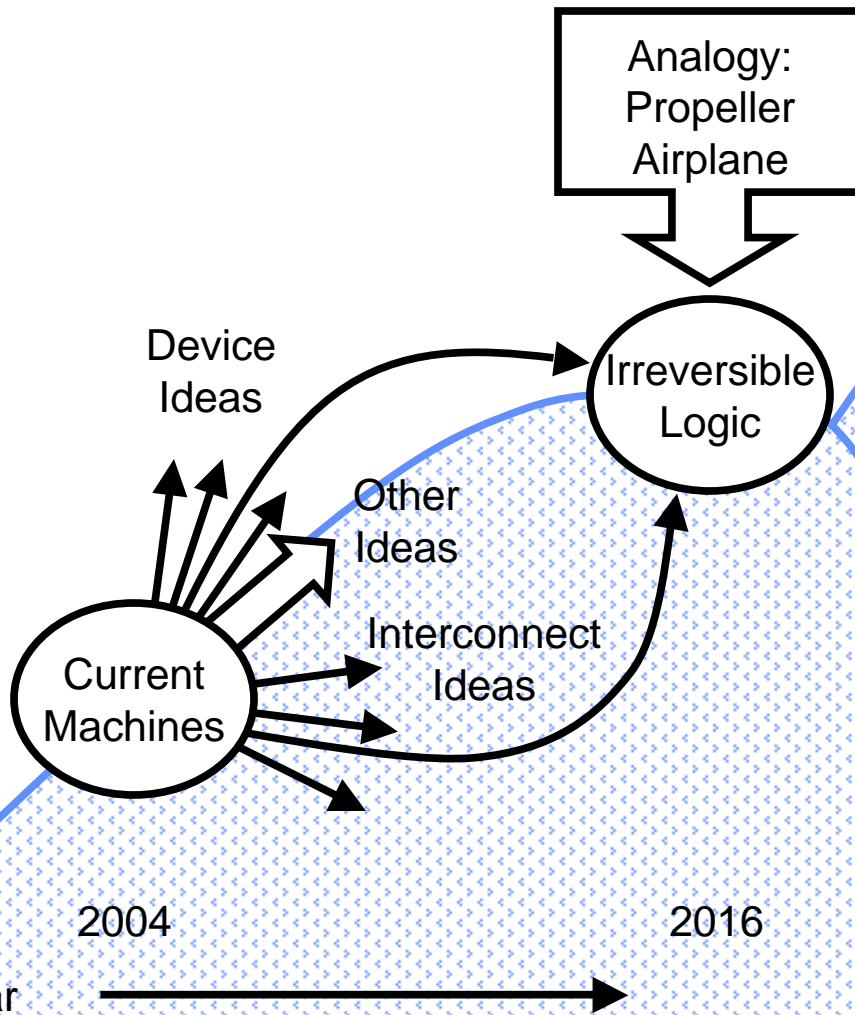 Analogy:
Propeller
Airplane
Device
Ideas
Irreversible
Logic
Other
Ideas
Interconnect
Ideas
Current
Machines
2004
2016